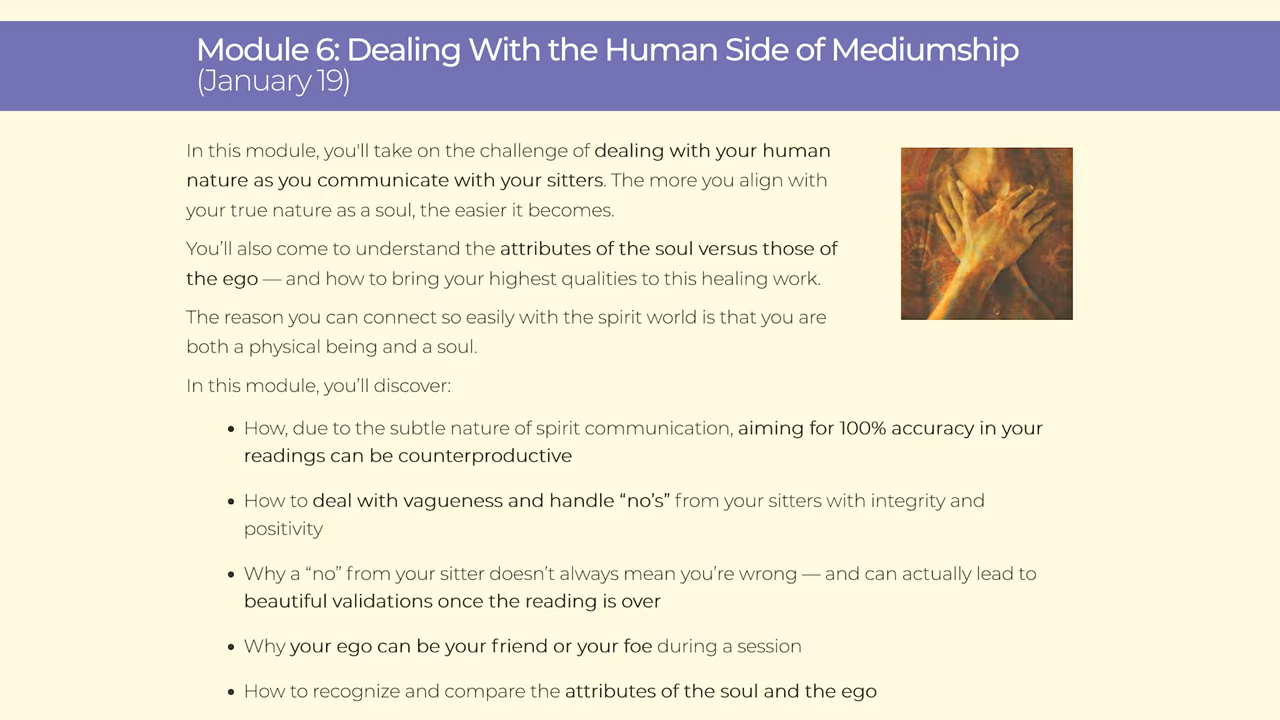 Module 6: Dealing With the Human Side of Mediumship
(January 19)
In this module, you'll take on the challenge of dealing with your human
nature as you communicate with your sitters. The more you align with
your true nature as a soul, the easier it becomes.
You’ll also come to understand the attributes of the soul versus those of
the ego — and how to bring your highest qualities to this healing work.
The reason you can connect so easily with the spirit world is that you are
both a physical being and a soul.
In this module, you’ll discover:
• How, due to the subtle nature of spirit communication, aiming for 100% accuracy in your
readings can be counterproductive
• How to deal with vagueness and handle “no’s” from your sitters with integrity and
positivity
• Why a “no” from your sitter doesn’t always mean you’re wrong — and can actually lead to
beautiful validations once the reading is over
• Why your ego can be your friend or your foe during a session
• How to recognize and compare the attributes of the soul and the ego